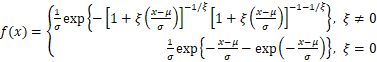 f(x) = { 1/σ exp{−[1 + ξ((x−μ)/σ)]^(−1/ξ) [1 + ξ((x−μ)/σ)]^(−1−1/ξ)}, ξ ≠ 0
1/σ exp{−(x−μ)/σ − exp(−(x−μ)/σ)}, ξ = 0